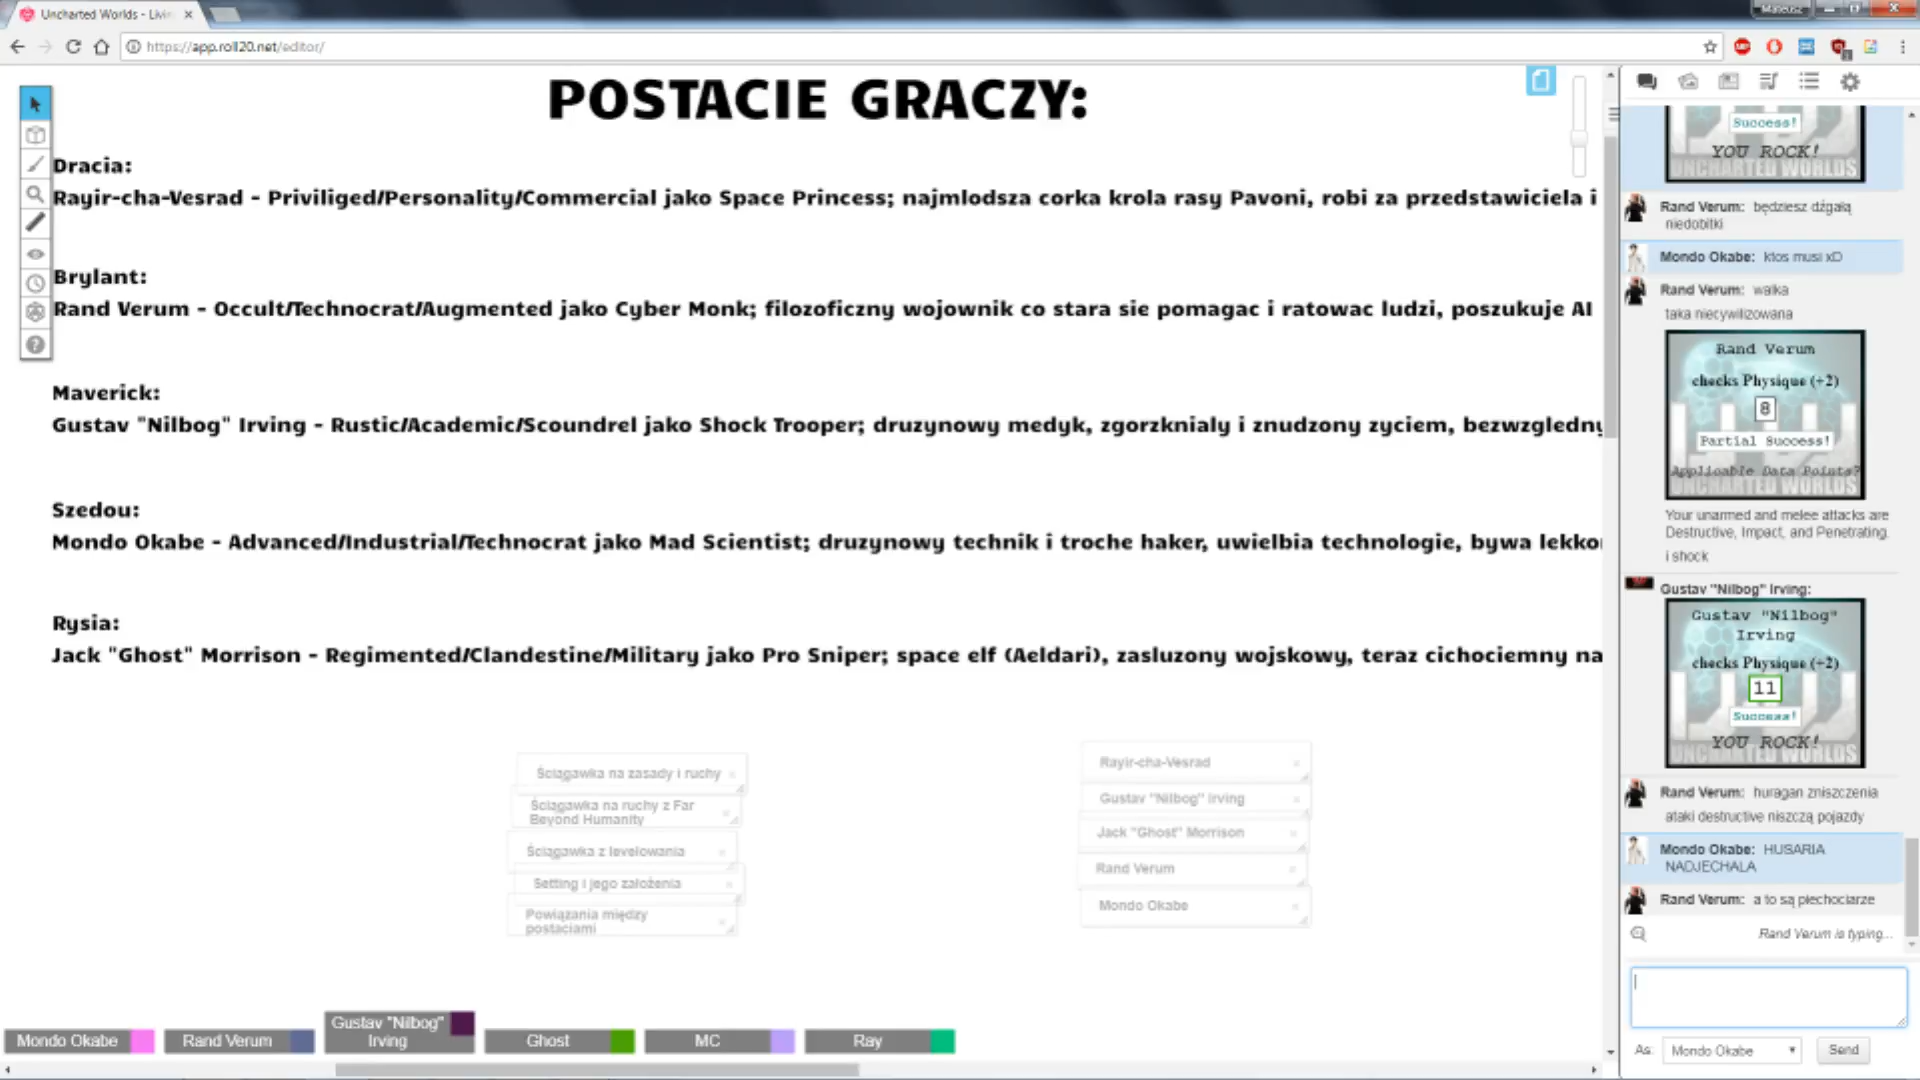 Uncharted Worlds - Livin
Mateusz
https://app.roll20.net/editor/
POSTACIE GRACZY:
Dracia:
Rayir-cha-Vesrad - Priviliged/Personality/Commercial jako Space Princess; najmlodsza corka krola rasy Pavoni, robi za przedstawiciela i
Brylant:
Rand Verum - Occult/Technocrat/Augmented jako Cyber Monk; filozoficzny wojownik co stara sie pomagac i ratowac ludzi, poszukuje AI
Maverick:
Gustav "Nilbog" Irving - Rustic/Academic/Scoundrel jako Shock Trooper; druzynowy medyk, zgorzknialy i znudzony zyciem, bezwzgledny
Szedou:
Mondo Okabe - Advanced/Industrial/Technocrat jako Mad Scientist; druzynowy technik i troche haker, uwielbia technologie, bywa lekko
Rysia:
Jack "Ghost" Morrison - Regimented/Clandestine/Military jako Pro Sniper; space elf (Aeldari), zasluzony wojskowy, teraz cichociemny na
Ściągawka na zasady i ruchy
Ściągawka na ruchy z Far
Beyond Humanity
Ściągawka z levelowania
Setting i jego założenia
Powiązania między
postaciami
Rayir-cha-Vesrad
Gustav "Nilbog" Irving
Jack "Ghost" Morrison
Rand Verum
Mondo Okabe
Mondo Okabe
Rand Verum
Gustav "Nilbog"
Irving
Ghost
MC
Ray
Success!
YOU ROCK!
UNCHARTED WORLDS
Rand Verum: będziesz dźgałą
niedobitki
Mondo Okabe: ktos musi xD
Rand Verum: walka
taka niecywilizowana
Rand Verum
checks Physique (+2)
8
Partial Success!
Applicable Data Points?
UNCHARTED WORLDS
Your unarmed and melee attacks are
Destructive, Impact, and Penetrating.
i shock
Gustav "Nilbog" Irving:
Gustav "Nilbog"
Irving
checks Physique (+2)
11
Success!
YOU ROCK!
UNCHARTED WORLDS
Rand Verum: huragan zniszczenia
ataki destructive niszczą pojazdy
Mondo Okabe: HUSARIA
NADJECHALA
Rand Verum: a to są piechociarze
Rand Verum is typing...
As: Mondo Okabe
Send